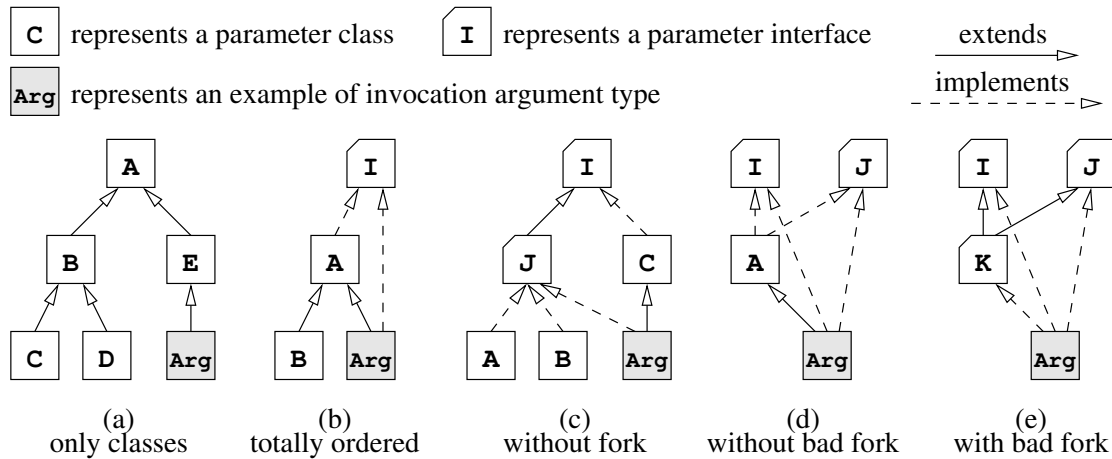 C represents a parameter class I represents a parameter interface extends
Arg represents an example of invocation argument type implements
A I I I J I J
B E A J C A K
C D Arg B Arg A B Arg Arg Arg
(a) (b) (c) (d) (e)
only classes totally ordered without fork without bad fork with bad fork